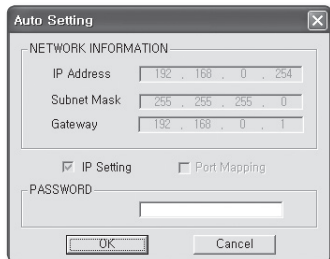 Auto Setting
NETWORK INFORMATION
IP Address 192 . 168 . 0 . 254
Subnet Mask 255 . 255 . 255 . 0
Gateway 192 . 168 . 0 . 1
IP Setting Port Mapping
PASSWORD
OK Cancel